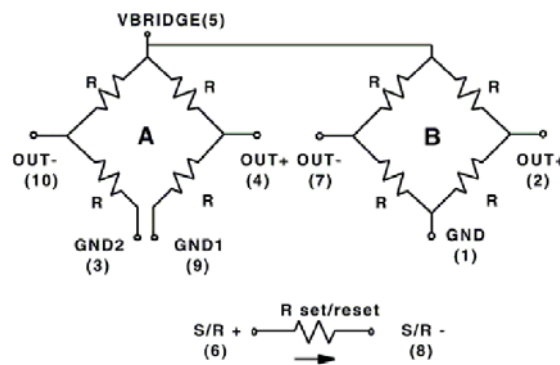 VBRIDGE(5)
R R R R
A B
OUT- OUT+ OUT- OUT+
(10) (4) (7) (2)
R R R R
GND2 GND1 GND
(3) (9) (1)
R set/reset
S/R + S/R -
(6) (8)